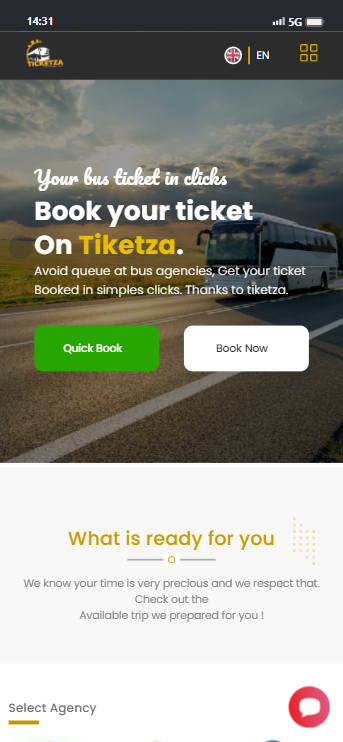 14:31
5G
TICKETZA
EN
Your bus ticket in clicks
Book your ticket
On Tiketza.
Avoid queue at bus agencies, Get your ticket
Booked in simples clicks. Thanks to tiketza.
Quick Book
Book Now
What is ready for you
We know your time is very precious and we respect that.
Check out the
Available trip we prepared for you !
Select Agency